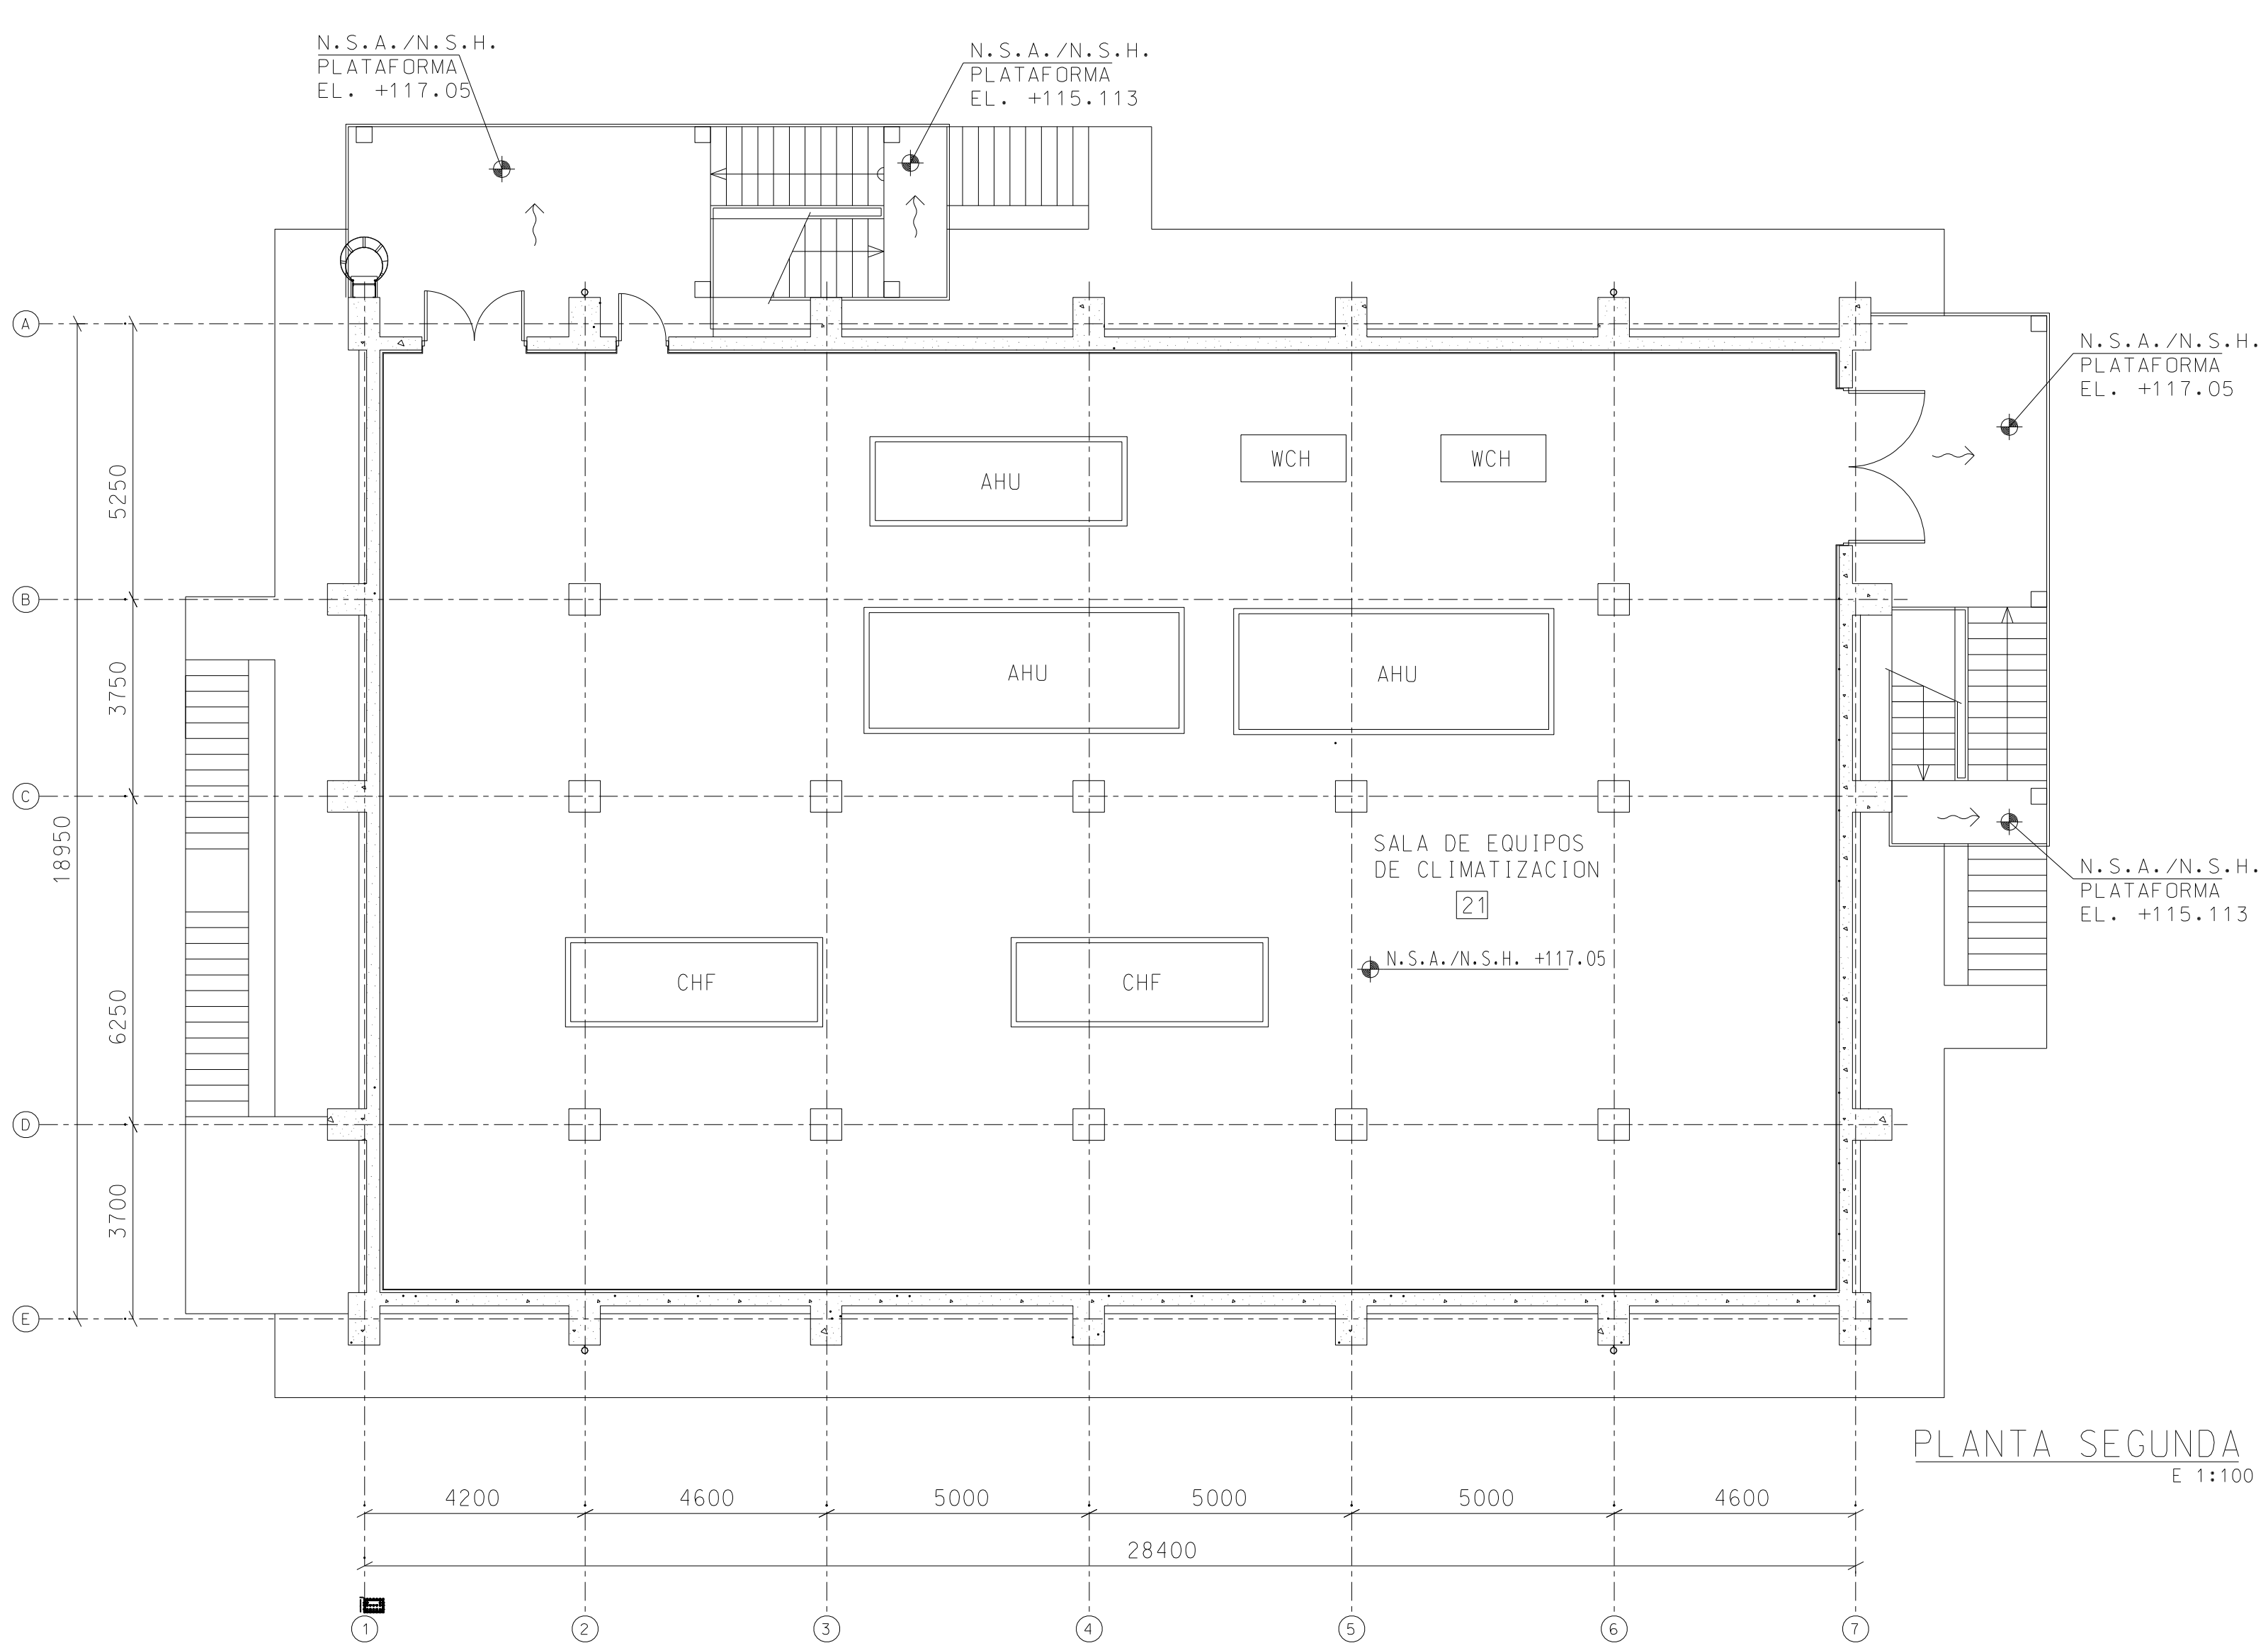 N.S.A./N.S.H.
PLATAFORMA
EL. +117.05
N.S.A./N.S.H.
PLATAFORMA
EL. +115.113
A
N.S.A./N.S.H.
PLATAFORMA
EL. +117.05
5250
AHU
WCH
WCH
B
3750
AHU
AHU
C
18950
SALA DE EQUIPOS
DE CLIMATIZACION
21
N.S.A./N.S.H.
PLATAFORMA
EL. +115.113
N.S.A./N.S.H. +117.05
6250
CHF
CHF
D
3700
E
PLANTA SEGUNDA
E 1:100
4200
4600
5000
5000
5000
4600
28400
1
2
3
4
5
6
7